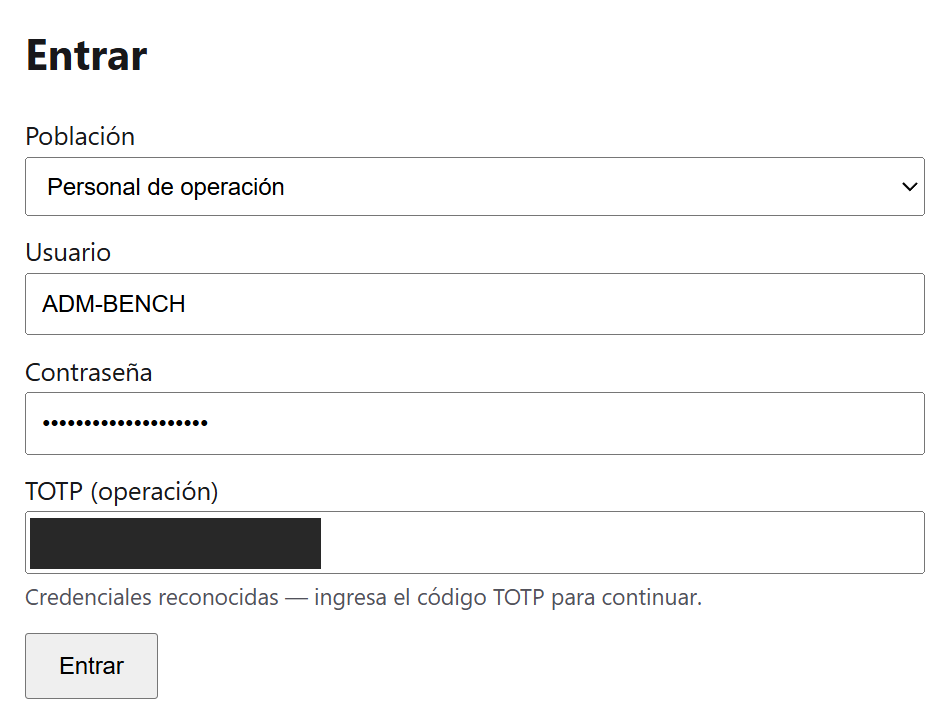 Entrar
Población
Personal de operación
Usuario
ADM-BENCH
Contraseña
••••••••••••••••••••
TOTP (operación)
Credenciales reconocidas — ingresa el código TOTP para continuar.
Entrar